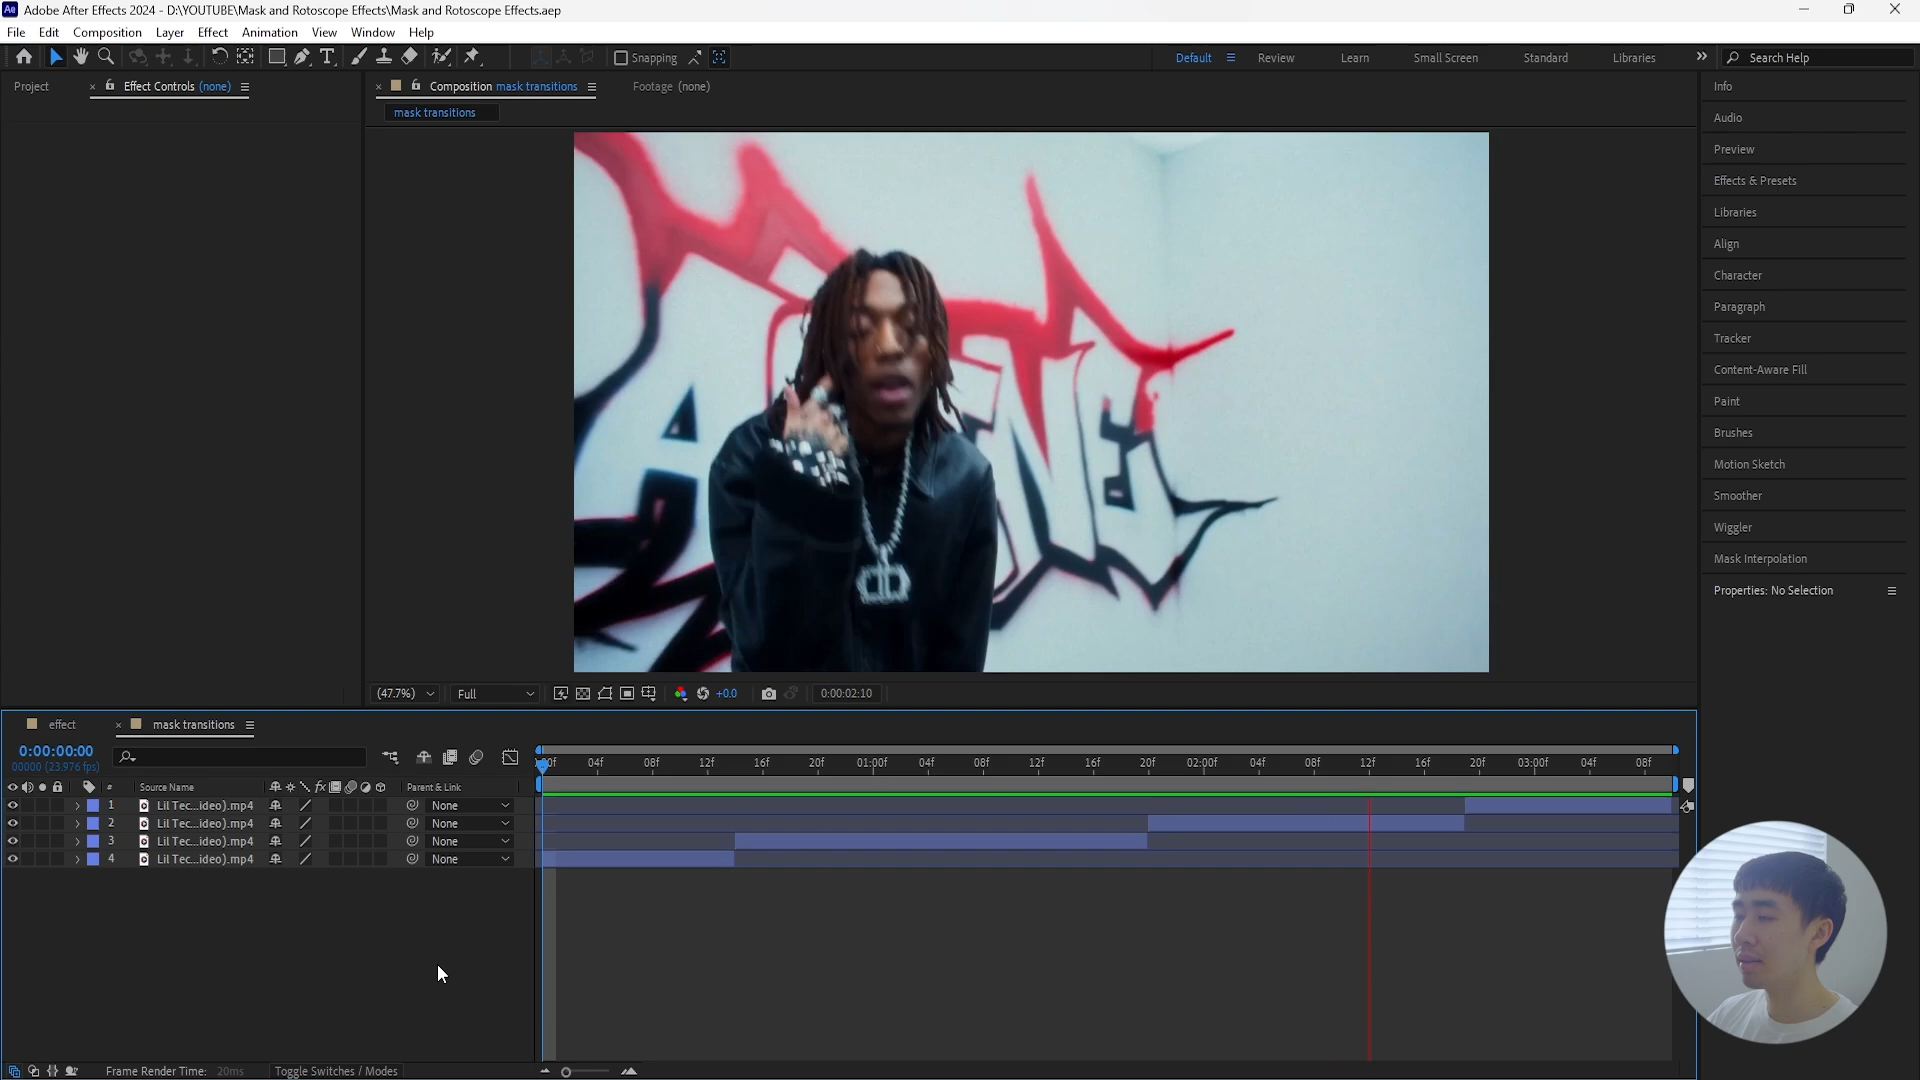 Ae Adobe After Effects 2024 - D:\YOUTUBE\Mask and Rotoscope Effects\Mask and Rotoscope Effects.aep
File Edit Composition Layer Effect Animation View Window Help
T Snapping Default Review Learn Small Screen Standard Libraries Search Help
Project Effect Controls (none) Composition mask transitions Footage (none)
mask transitions
Info
Audio
Preview
Effects & Presets
Libraries
Align
Character
Paragraph
Tracker
Content-Aware Fill
Paint
Brushes
Motion Sketch
Smoother
Wiggler
Mask Interpolation
Properties: No Selection
A NE
(47.7%) Full +0.0 0:00:02:10
effect mask transitions
0:00:00:00
00000 (23.976 fps)
00f 04f 08f 12f 16f 20f 01:00f 04f 08f 12f 16f 20f 02:00f 04f 08f 12f 16f 20f 03:00f 04f 08f
# Source Name fx Parent & Link
1 Lil Tec...ideo).mp4 None
2 Lil Tec...ideo).mp4 None
3 Lil Tec...ideo).mp4 None
4 Lil Tec...ideo).mp4 None
Frame Render Time: 20ms Toggle Switches / Modes